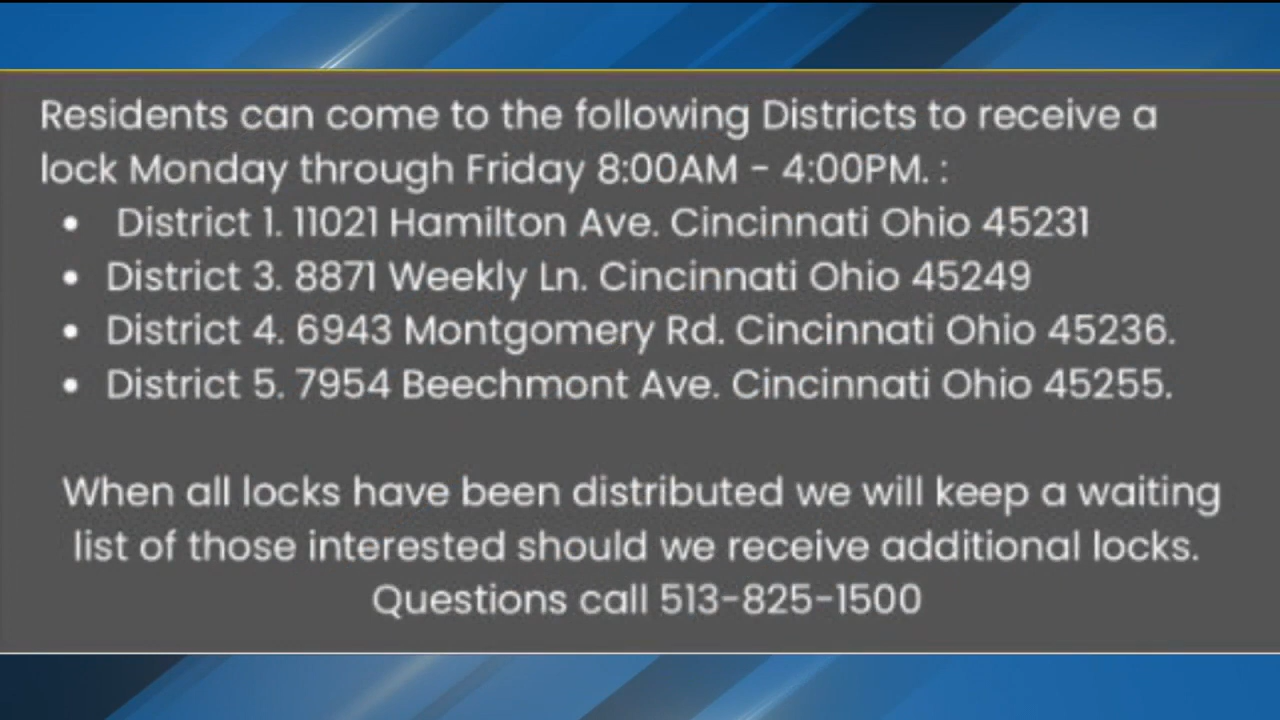 Residents can come to the following Districts to receive a
lock Monday through Friday 8:00AM - 4:00PM. :
• District 1. 11021 Hamilton Ave. Cincinnati Ohio 45231
• District 3. 8871 Weekly Ln. Cincinnati Ohio 45249
• District 4. 6943 Montgomery Rd. Cincinnati Ohio 45236.
• District 5. 7954 Beechmont Ave. Cincinnati Ohio 45255.
When all locks have been distributed we will keep a waiting
list of those interested should we receive additional locks.
Questions call 513-825-1500